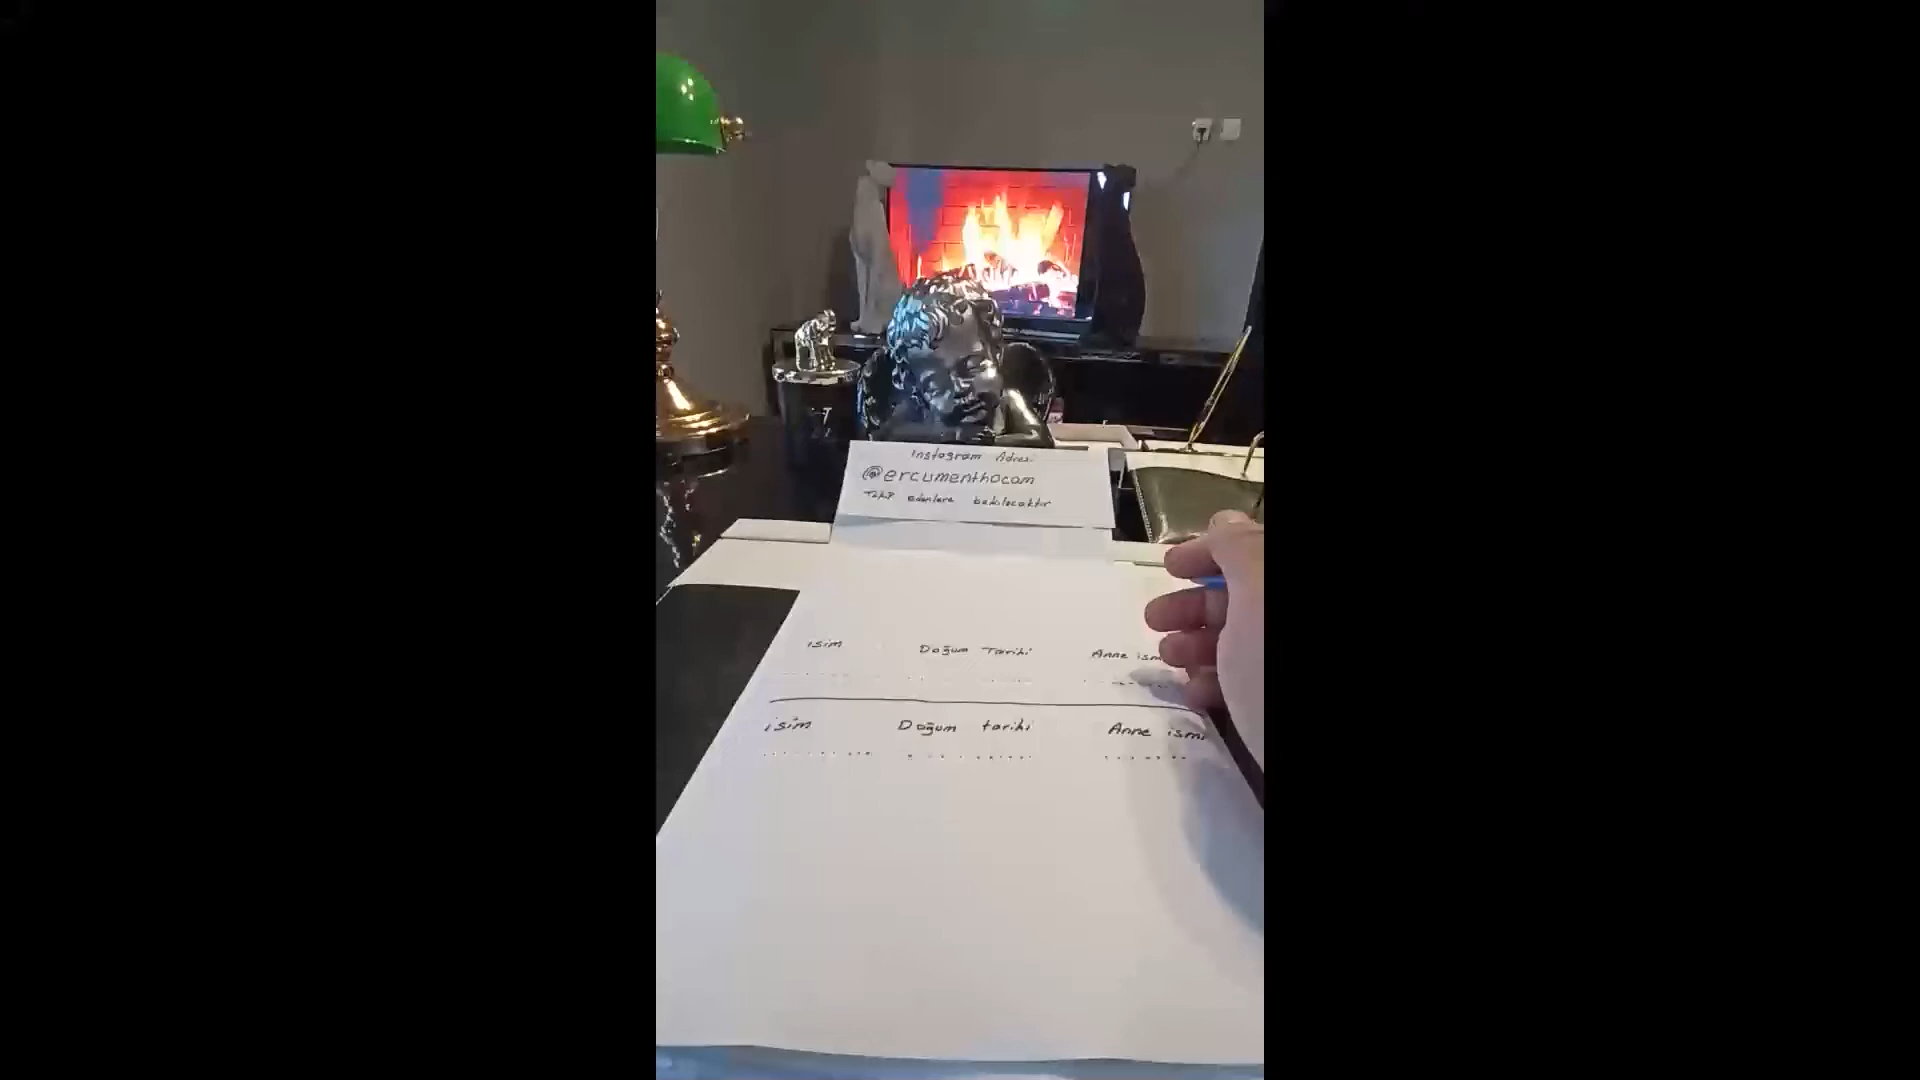 Instagram Adresi
@ercumenthocam
Takip edenlere bakılacaktır
isim Doğum Tarihi Anne ismi
isim Doğum tarihi Anne ismi